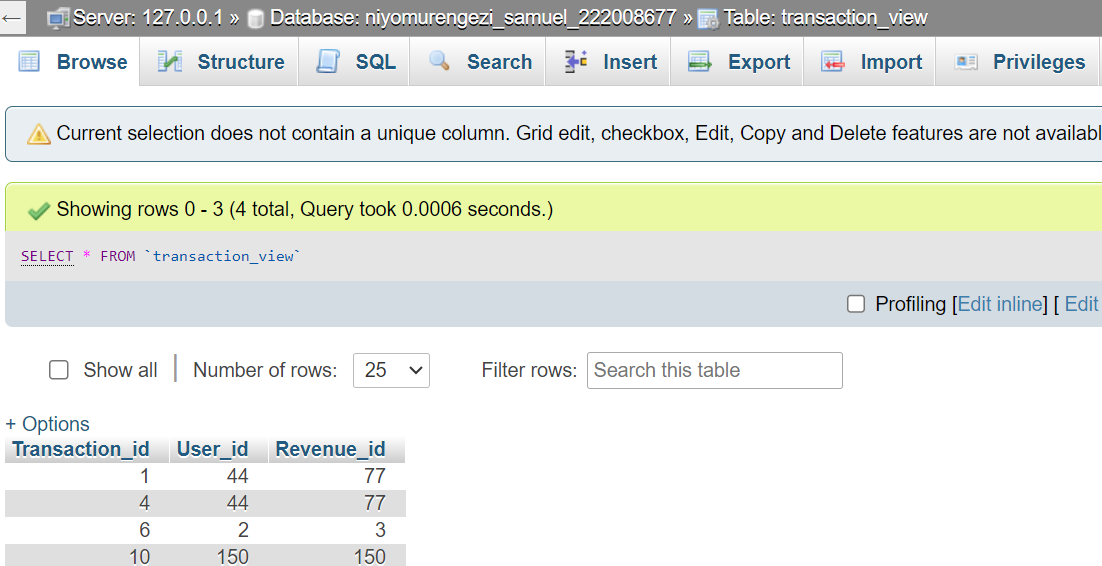 Server: 127.0.0.1 » Database: niyomurengezi_samuel_222008677 » Table: transaction_view
Browse Structure SQL Search Insert Export Import Privileges
Current selection does not contain a unique column. Grid edit, checkbox, Edit, Copy and Delete features are not availabl
Showing rows 0 - 3 (4 total, Query took 0.0006 seconds.)
SELECT * FROM `transaction_view`
Profiling [Edit inline] [ Edit
Show all | Number of rows: 25 Filter rows: Search this table
+ Options
Transaction_id User_id Revenue_id
1 44 77
4 44 77
6 2 3
10 150 150